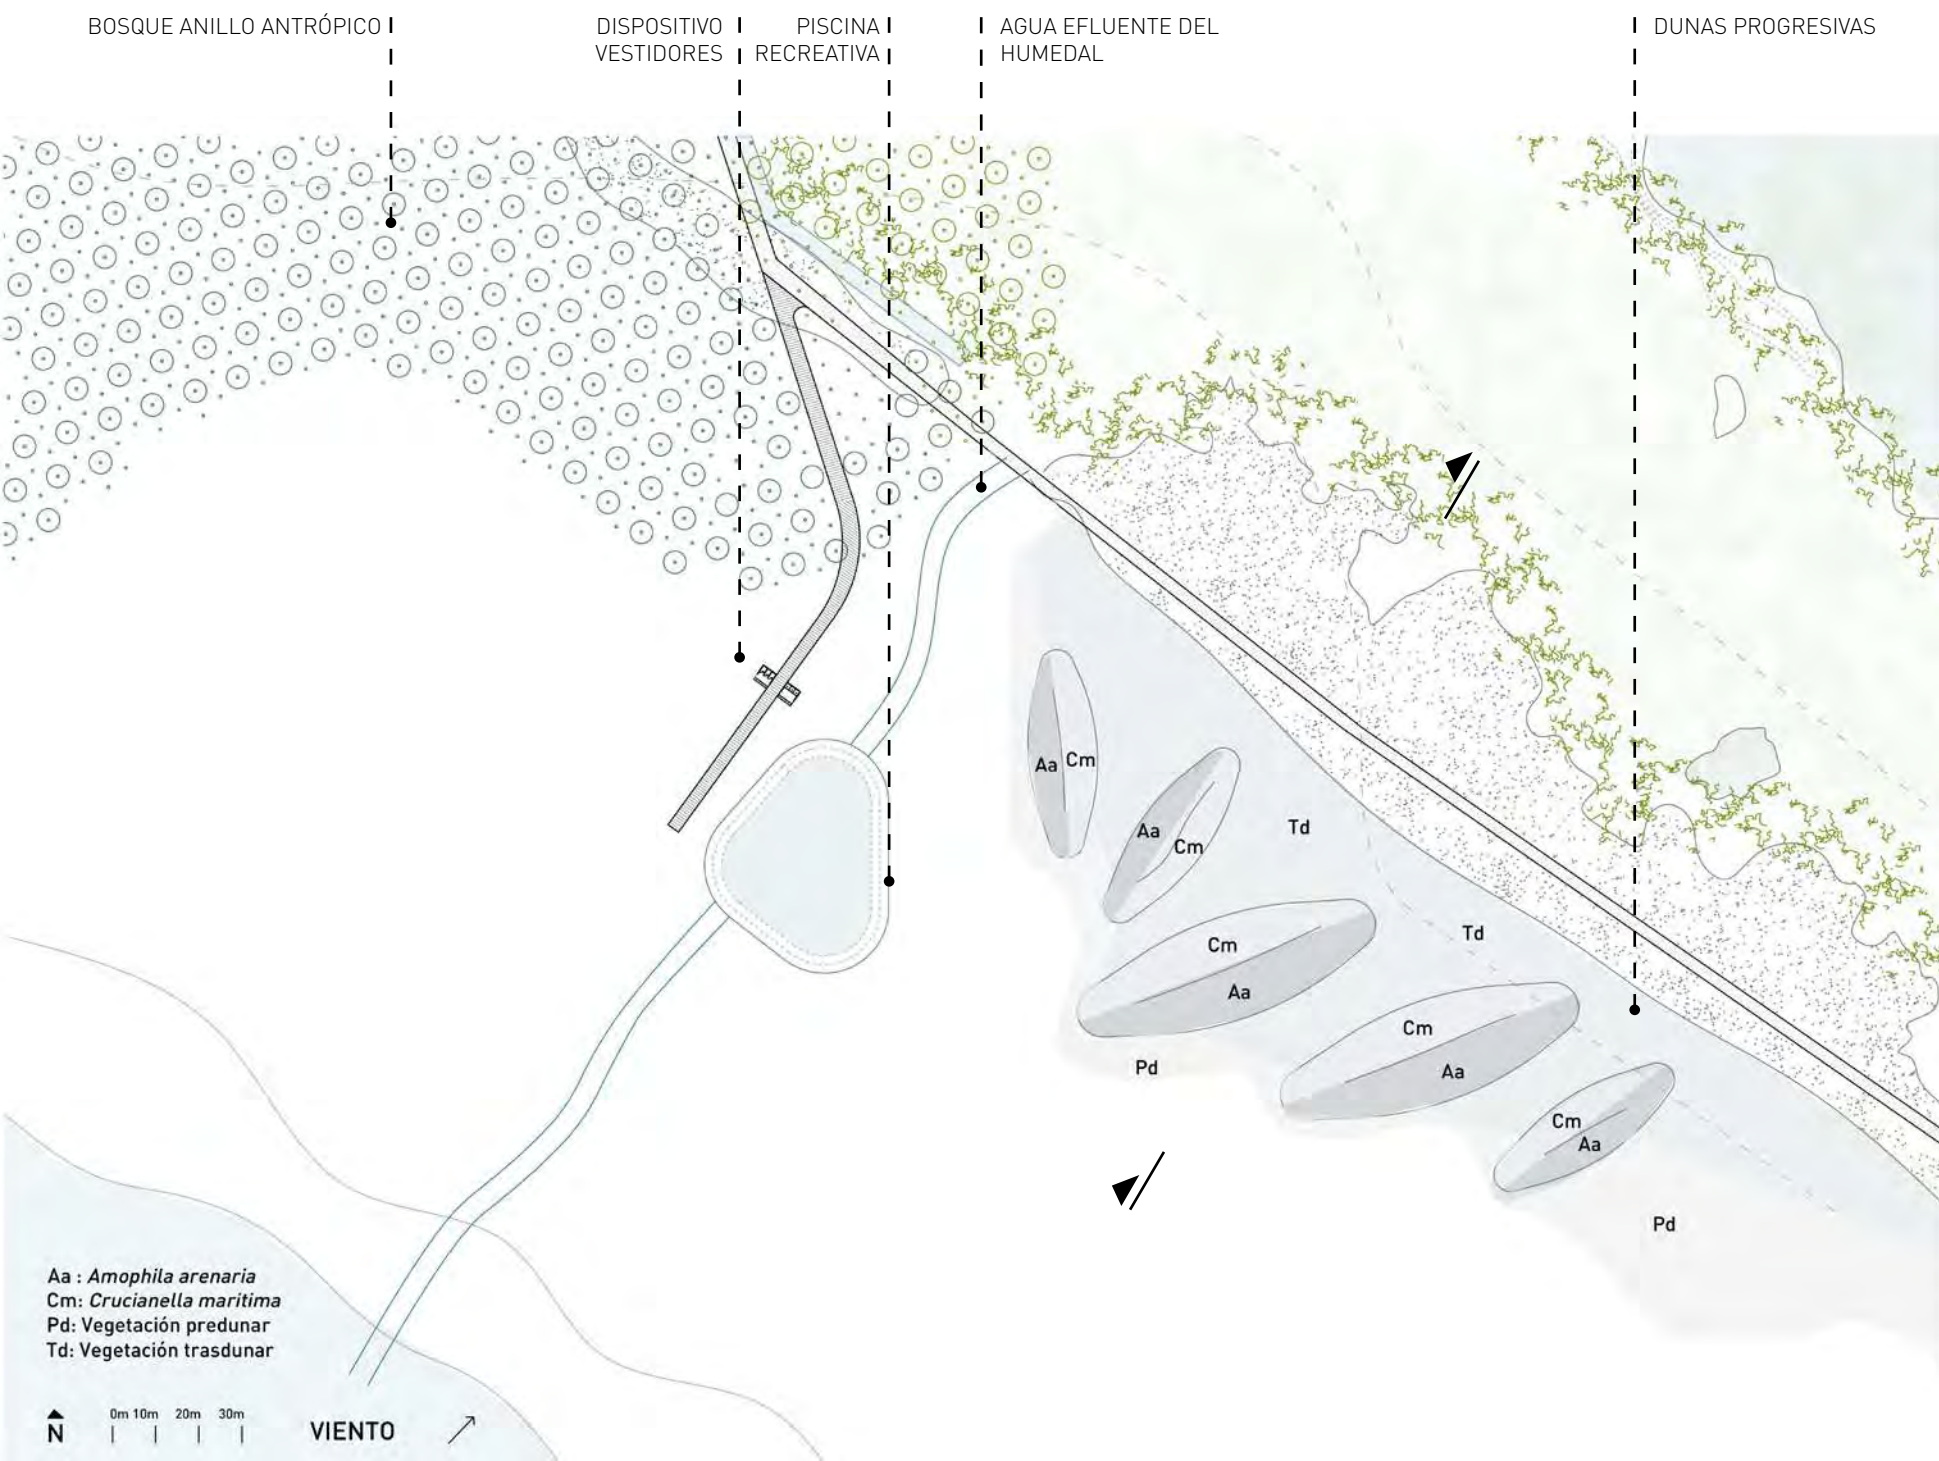 BOSQUE ANILLO ANTRÓPICO
DISPOSITIVO
VESTIDORES
PISCINA
RECREATIVA
AGUA EFLUENTE DEL
HUMEDAL
DUNAS PROGRESIVAS
Aa
Cm
Aa
Cm
Td
Cm
Aa
Td
Pd
Cm
Aa
Cm
Aa
Pd
Aa : Amophila arenaria
Cm: Crucianella maritima
Pd: Vegetación predunar
Td: Vegetación trasdunar
N
0m 10m 20m 30m
VIENTO